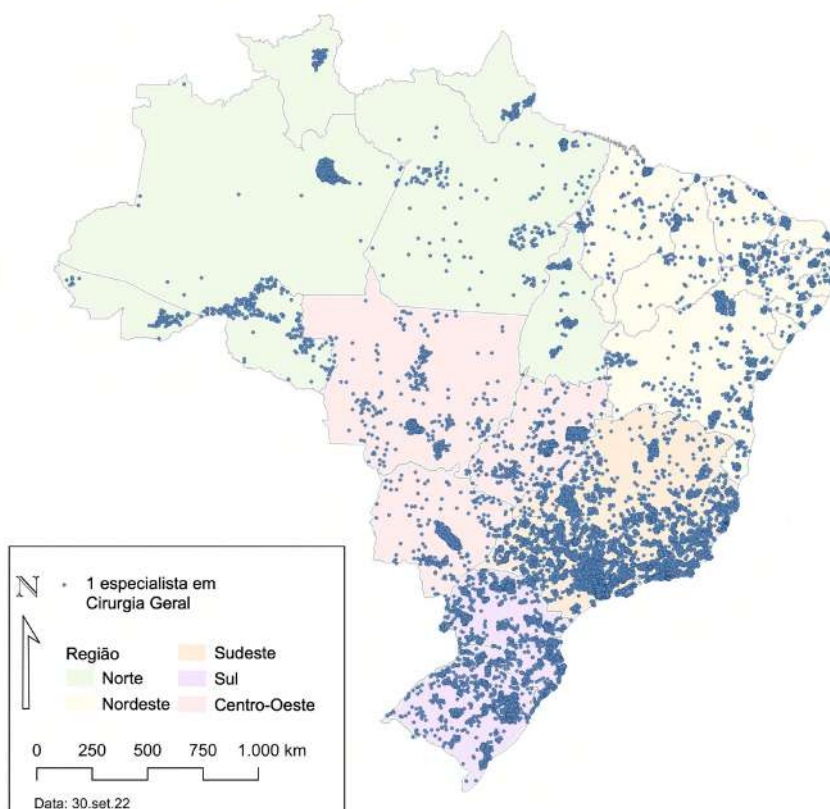 N
1 especialista em
Cirurgia Geral
Região
Norte
Nordeste
Sudeste
Sul
Centro-Oeste
0 250 500 750 1.000 km
Data: 30.set.22